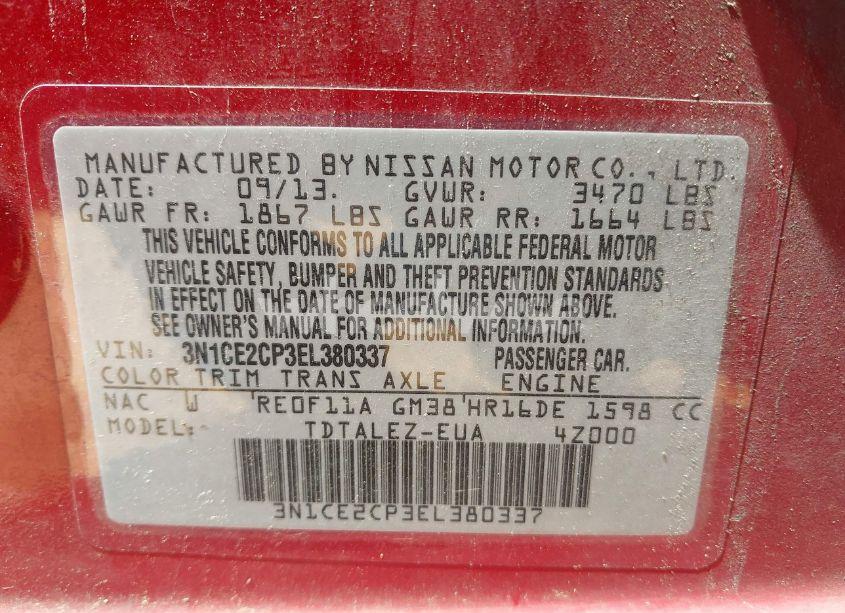 MANUFACTURED BY NISSAN MOTOR CO., LTD.
DATE: 09/13. GVWR: 3470 LBS
GAWR FR: 1867 LBS GAWR RR: 1664 LBS
THIS VEHICLE CONFORMS TO ALL APPLICABLE FEDERAL MOTOR
VEHICLE SAFETY, BUMPER AND THEFT PREVENTION STANDARDS
IN EFFECT ON THE DATE OF MANUFACTURE SHOWN ABOVE.
SEE OWNER'S MANUAL FOR ADDITIONAL INFORMATION.
VIN: 3N1CE2CP3EL380337 PASSENGER CAR.
COLOR TRIM TRANS AXLE ENGINE
NAC W 'RE0F11A GM38'HR16DE 1598 CC
MODEL: TDTALEZ-EUA 4Z000
3N1CE2CP3EL380337